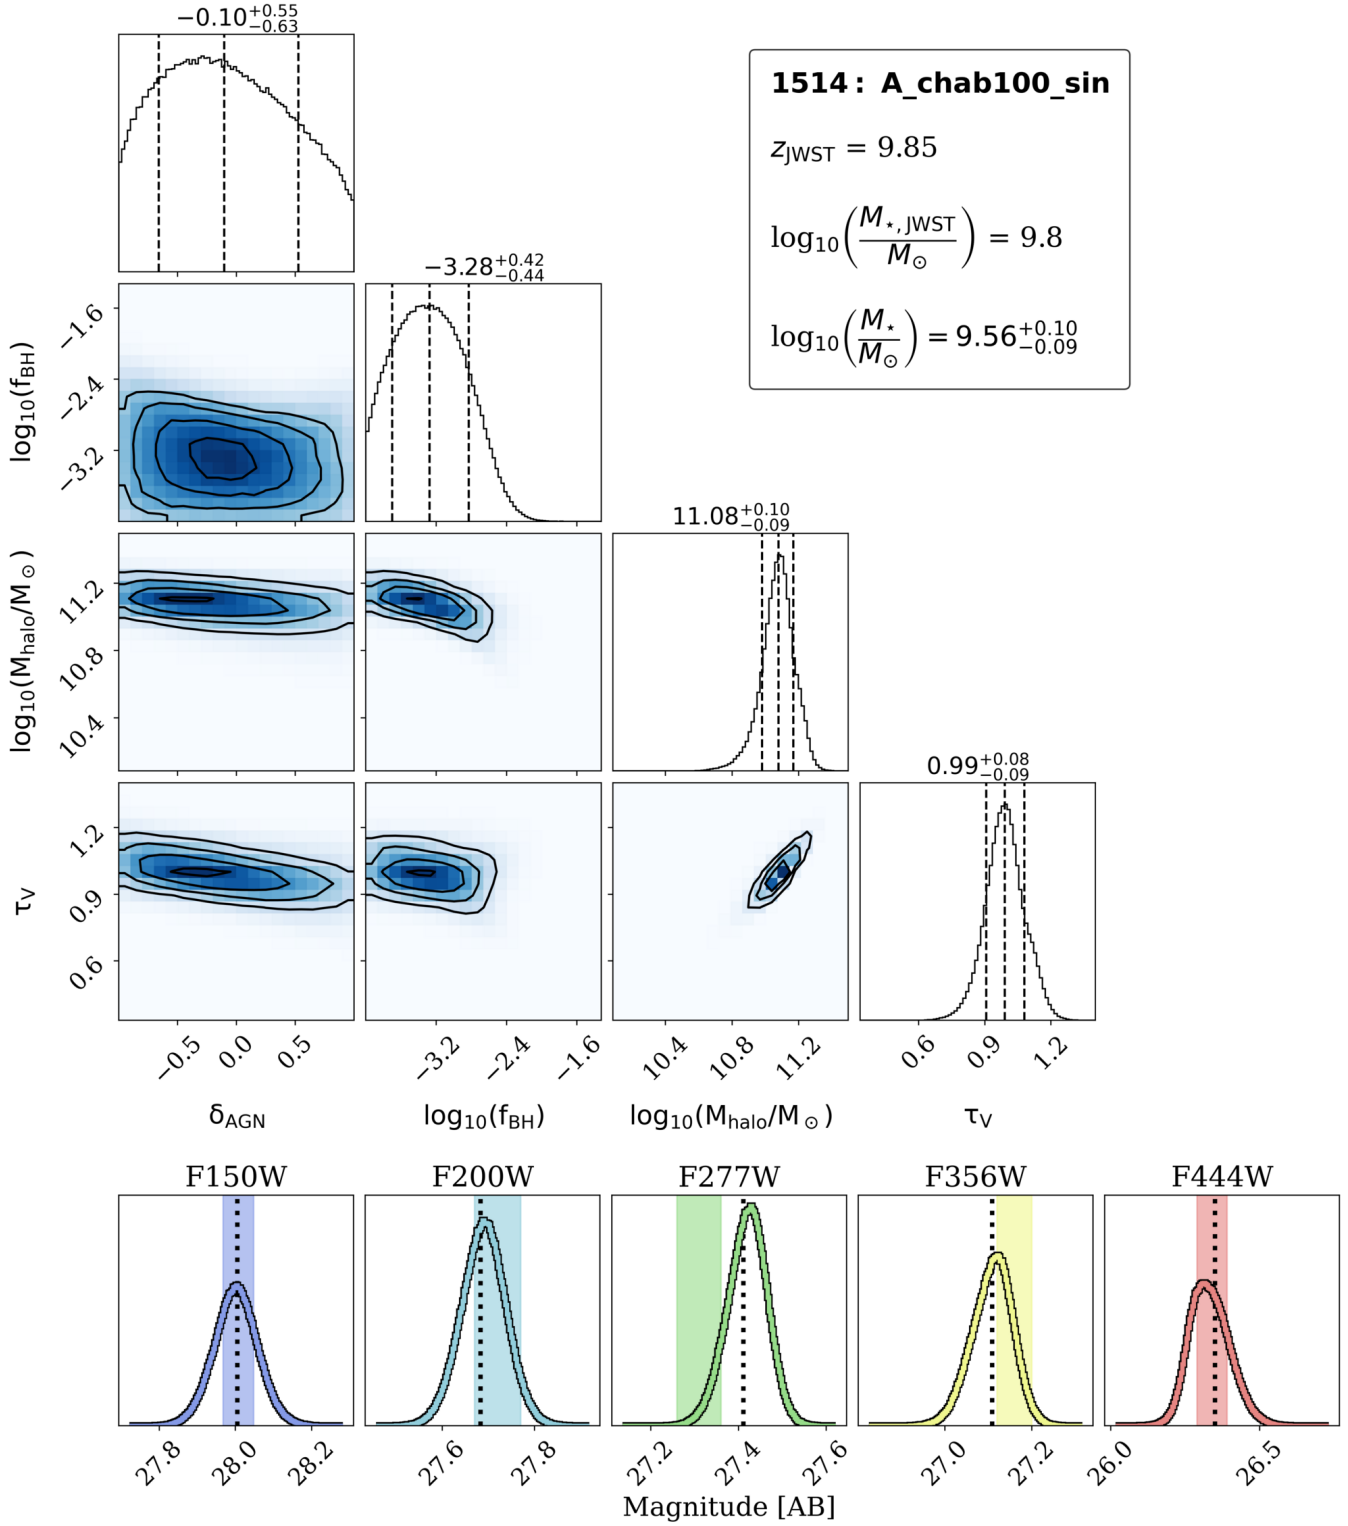 −0.10+0.55−0.63
1514: A_chab100_sin
zJWST = 9.85
log10(M⋆,JWST/M⊙) = 9.8
log10(M⋆/M⊙) = 9.56+0.10−0.09
−3.28+0.42−0.44
log10(fBH)
−1.6
−2.4
−3.2
11.08+0.10−0.09
log10(Mhalo/M⊙)
11.2
10.8
10.4
0.99+0.08−0.09
τV
1.2
0.9
0.6
−0.5 0.0 0.5 −3.2 −2.4 −1.6 10.4 10.8 11.2 0.6 0.9 1.2
δAGN log10(fBH) log10(Mhalo/M⊙) τV
F150W F200W F277W F356W F444W
27.8 28.0 28.2 27.6 27.8 27.2 27.4 27.6 27.0 27.2 26.0 26.5
Magnitude [AB]